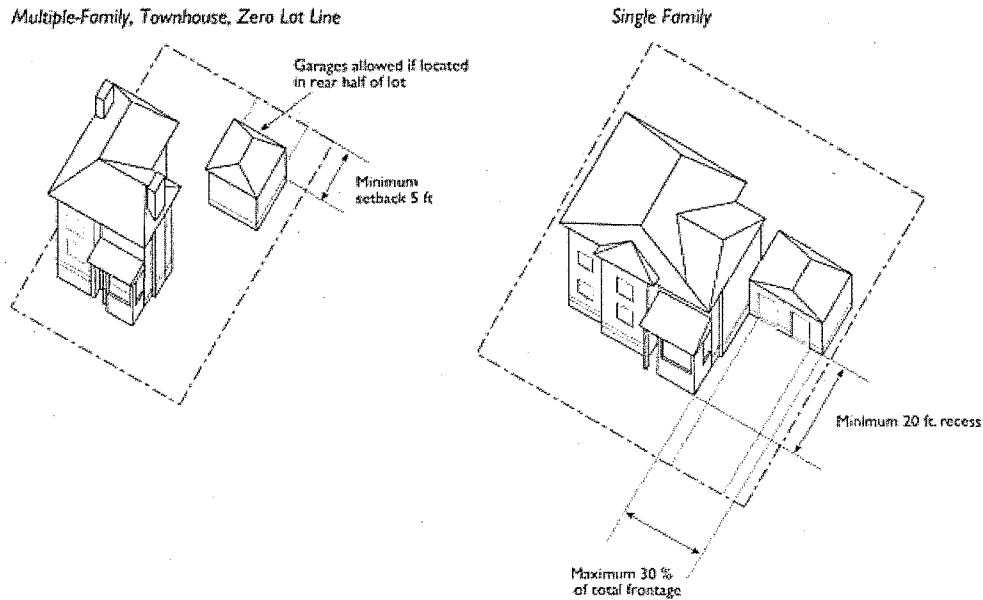 Multiple-Family, Townhouse, Zero Lot Line
Single Family
Garages allowed if located
in rear half of lot
Minimum
setback 5 ft
Minimum 20 ft. recess
Maximum 30 %
of total frontage